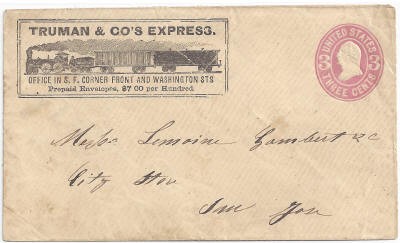 TRUMAN & CO'S EXPRESS.
OFFICE IN S. F. CORNER FRONT AND WASHINGTON STS
Prepaid Envelopes, $7 00 per Hundred.
UNITED STATES
3 3
THREE CENTS
Messrs Lemoine Gambert & C
City Store
San Jose